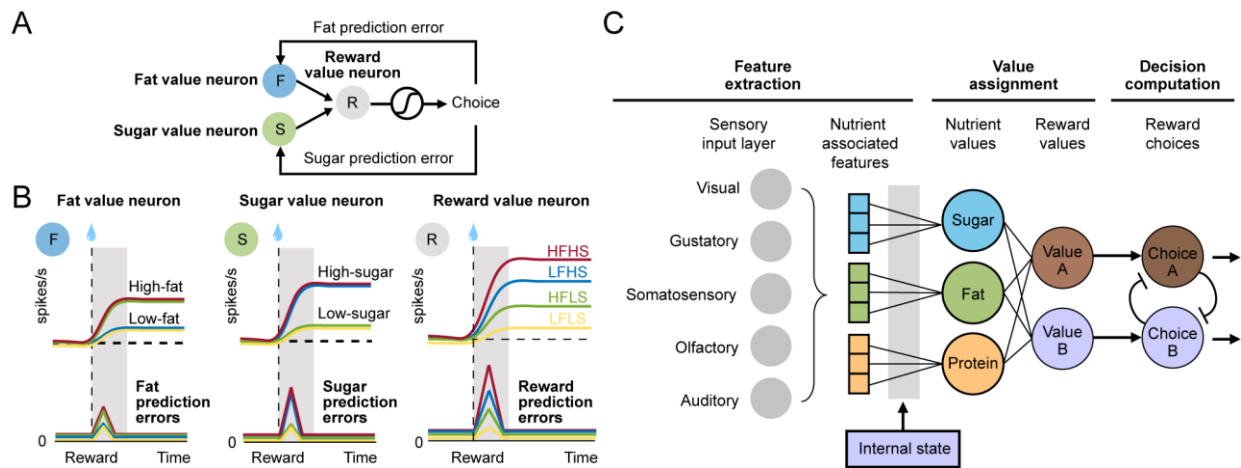 A
Fat prediction error
Reward
value neuron
Fat value neuron
F
R
Choice
Sugar value neuron
S
Sugar prediction error
B
Fat value neuron
Sugar value neuron
Reward value neuron
F
S
R
spikes/s
High-fat
Low-fat
spikes/s
High-sugar
Low-sugar
spikes/s
HFHS
LFHS
HFLS
LFLS
Fat
prediction
errors
Sugar
prediction
errors
Reward
prediction
errors
0
0
0
Reward
Time
Reward
Time
Reward
Time
C
Feature
extraction
Value
assignment
Decision
computation
Sensory
input layer
Nutrient
associated
features
Nutrient
values
Reward
values
Reward
choices
Visual
Gustatory
Somatosensory
Olfactory
Auditory
Sugar
Fat
Protein
Value
A
Value
B
Choice
A
Choice
B
Internal state